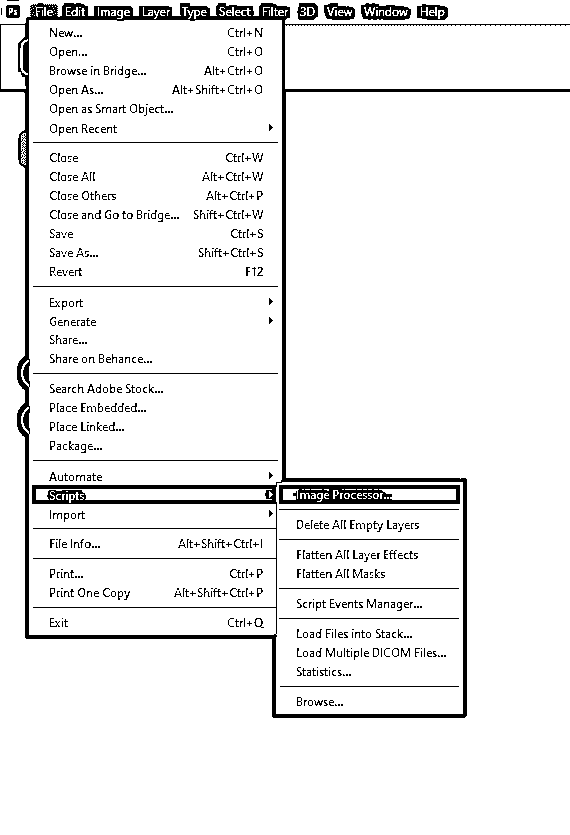 Ps File Edit Image Layer Type Select Filter 3D View Window Help
New... Ctrl+N
Open... Ctrl+O
Browse in Bridge... Alt+Ctrl+O
Open As... Alt+Shift+Ctrl+O
Open as Smart Object...
Open Recent
Close Ctrl+W
Close All Alt+Ctrl+W
Close Others Alt+Ctrl+P
Close and Go to Bridge... Shift+Ctrl+W
Save Ctrl+S
Save As... Shift+Ctrl+S
Revert F12
Export
Generate
Share...
Share on Behance...
Search Adobe Stock...
Place Embedded...
Place Linked...
Package...
Automate
Scripts
Import
File Info... Alt+Shift+Ctrl+I
Print... Ctrl+P
Print One Copy Alt+Shift+Ctrl+P
Exit Ctrl+Q
Image Processor...
Delete All Empty Layers
Flatten All Layer Effects
Flatten All Masks
Script Events Manager...
Load Files into Stack...
Load Multiple DICOM Files...
Statistics...
Browse...